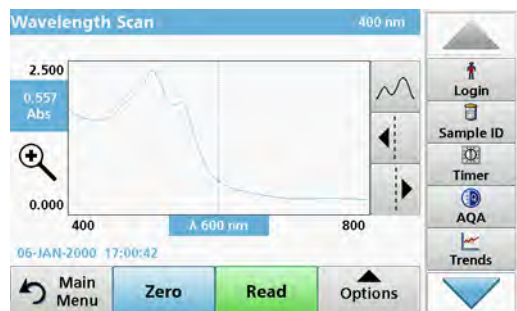 Wavelength Scan 400 nm
2.500
0.557
Abs
0.000
400 λ 600 nm 800
06-JAN-2000 17:00:42
Main
Menu
Zero
Read
Options
Login
Sample ID
Timer
AQA
Trends